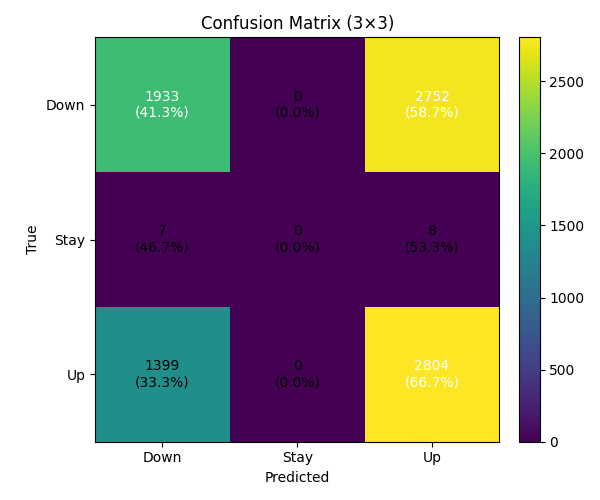 Confusion Matrix (3×3)
Down
1933
(41.3%)
0
(0.0%)
2752
(58.7%)
Stay
7
(46.7%)
0
(0.0%)
8
(53.3%)
Up
1399
(33.3%)
0
(0.0%)
2804
(66.7%)
True
Down
Stay
Up
Predicted
2500
2000
1500
1000
500
0